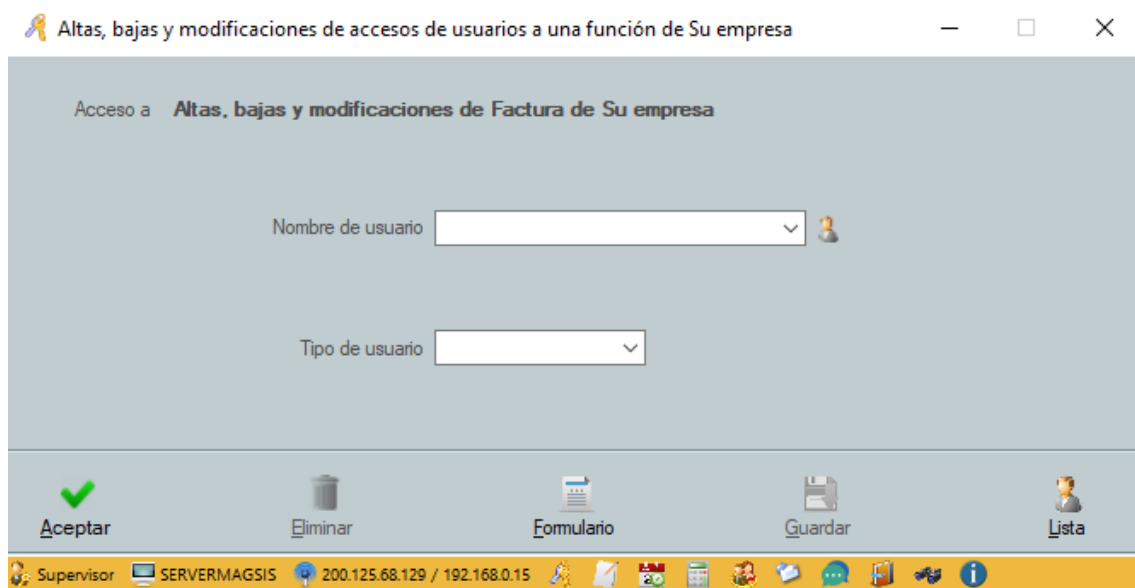 Altas, bajas y modificaciones de accesos de usuarios a una función de Su empresa
Acceso a Altas, bajas y modificaciones de Factura de Su empresa
Nombre de usuario
Tipo de usuario
Aceptar Eliminar Formulario Guardar Lista
Supervisor SERVERMAGSIS 200.125.68.129 / 192.168.0.15